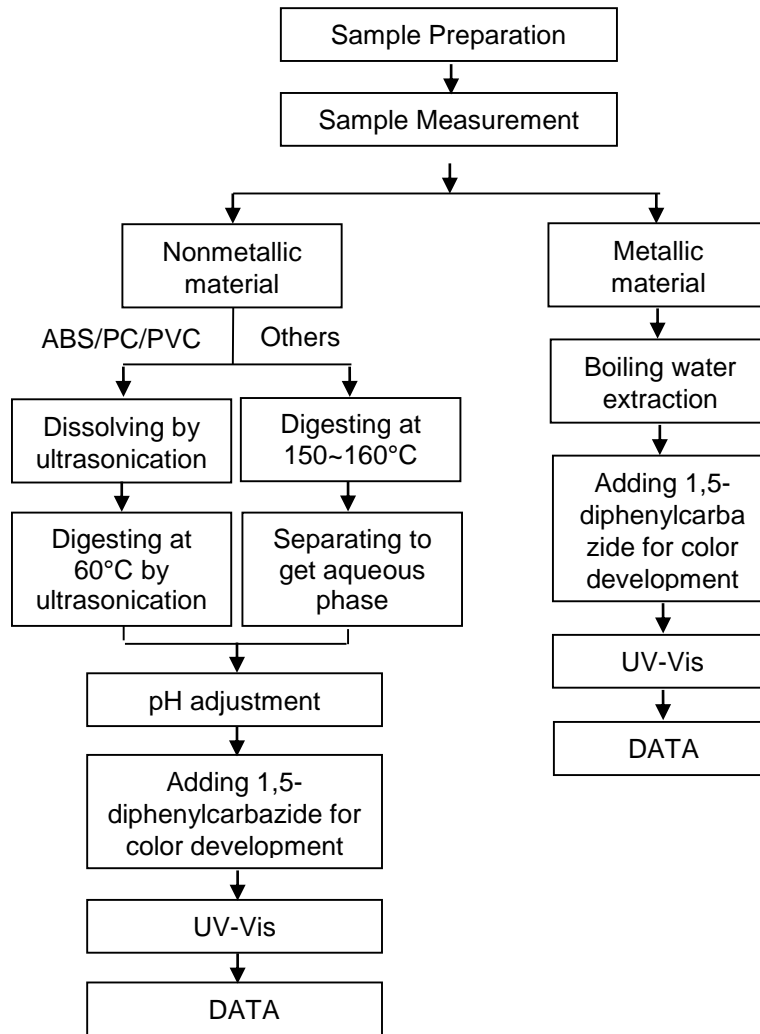 Sample Preparation
Sample Measurement
Nonmetallic
material
Metallic
material
ABS/PC/PVC
Others
Boiling water
extraction
Dissolving by
ultrasonication
Digesting at
150~160°C
Adding 1,5-
diphenylcarba
zide for color
development
Digesting at
60°C by
ultrasonication
Separating to
get aqueous
phase
UV-Vis
pH adjustment
DATA
Adding 1,5-
diphenylcarbazide for
color development
UV-Vis
DATA